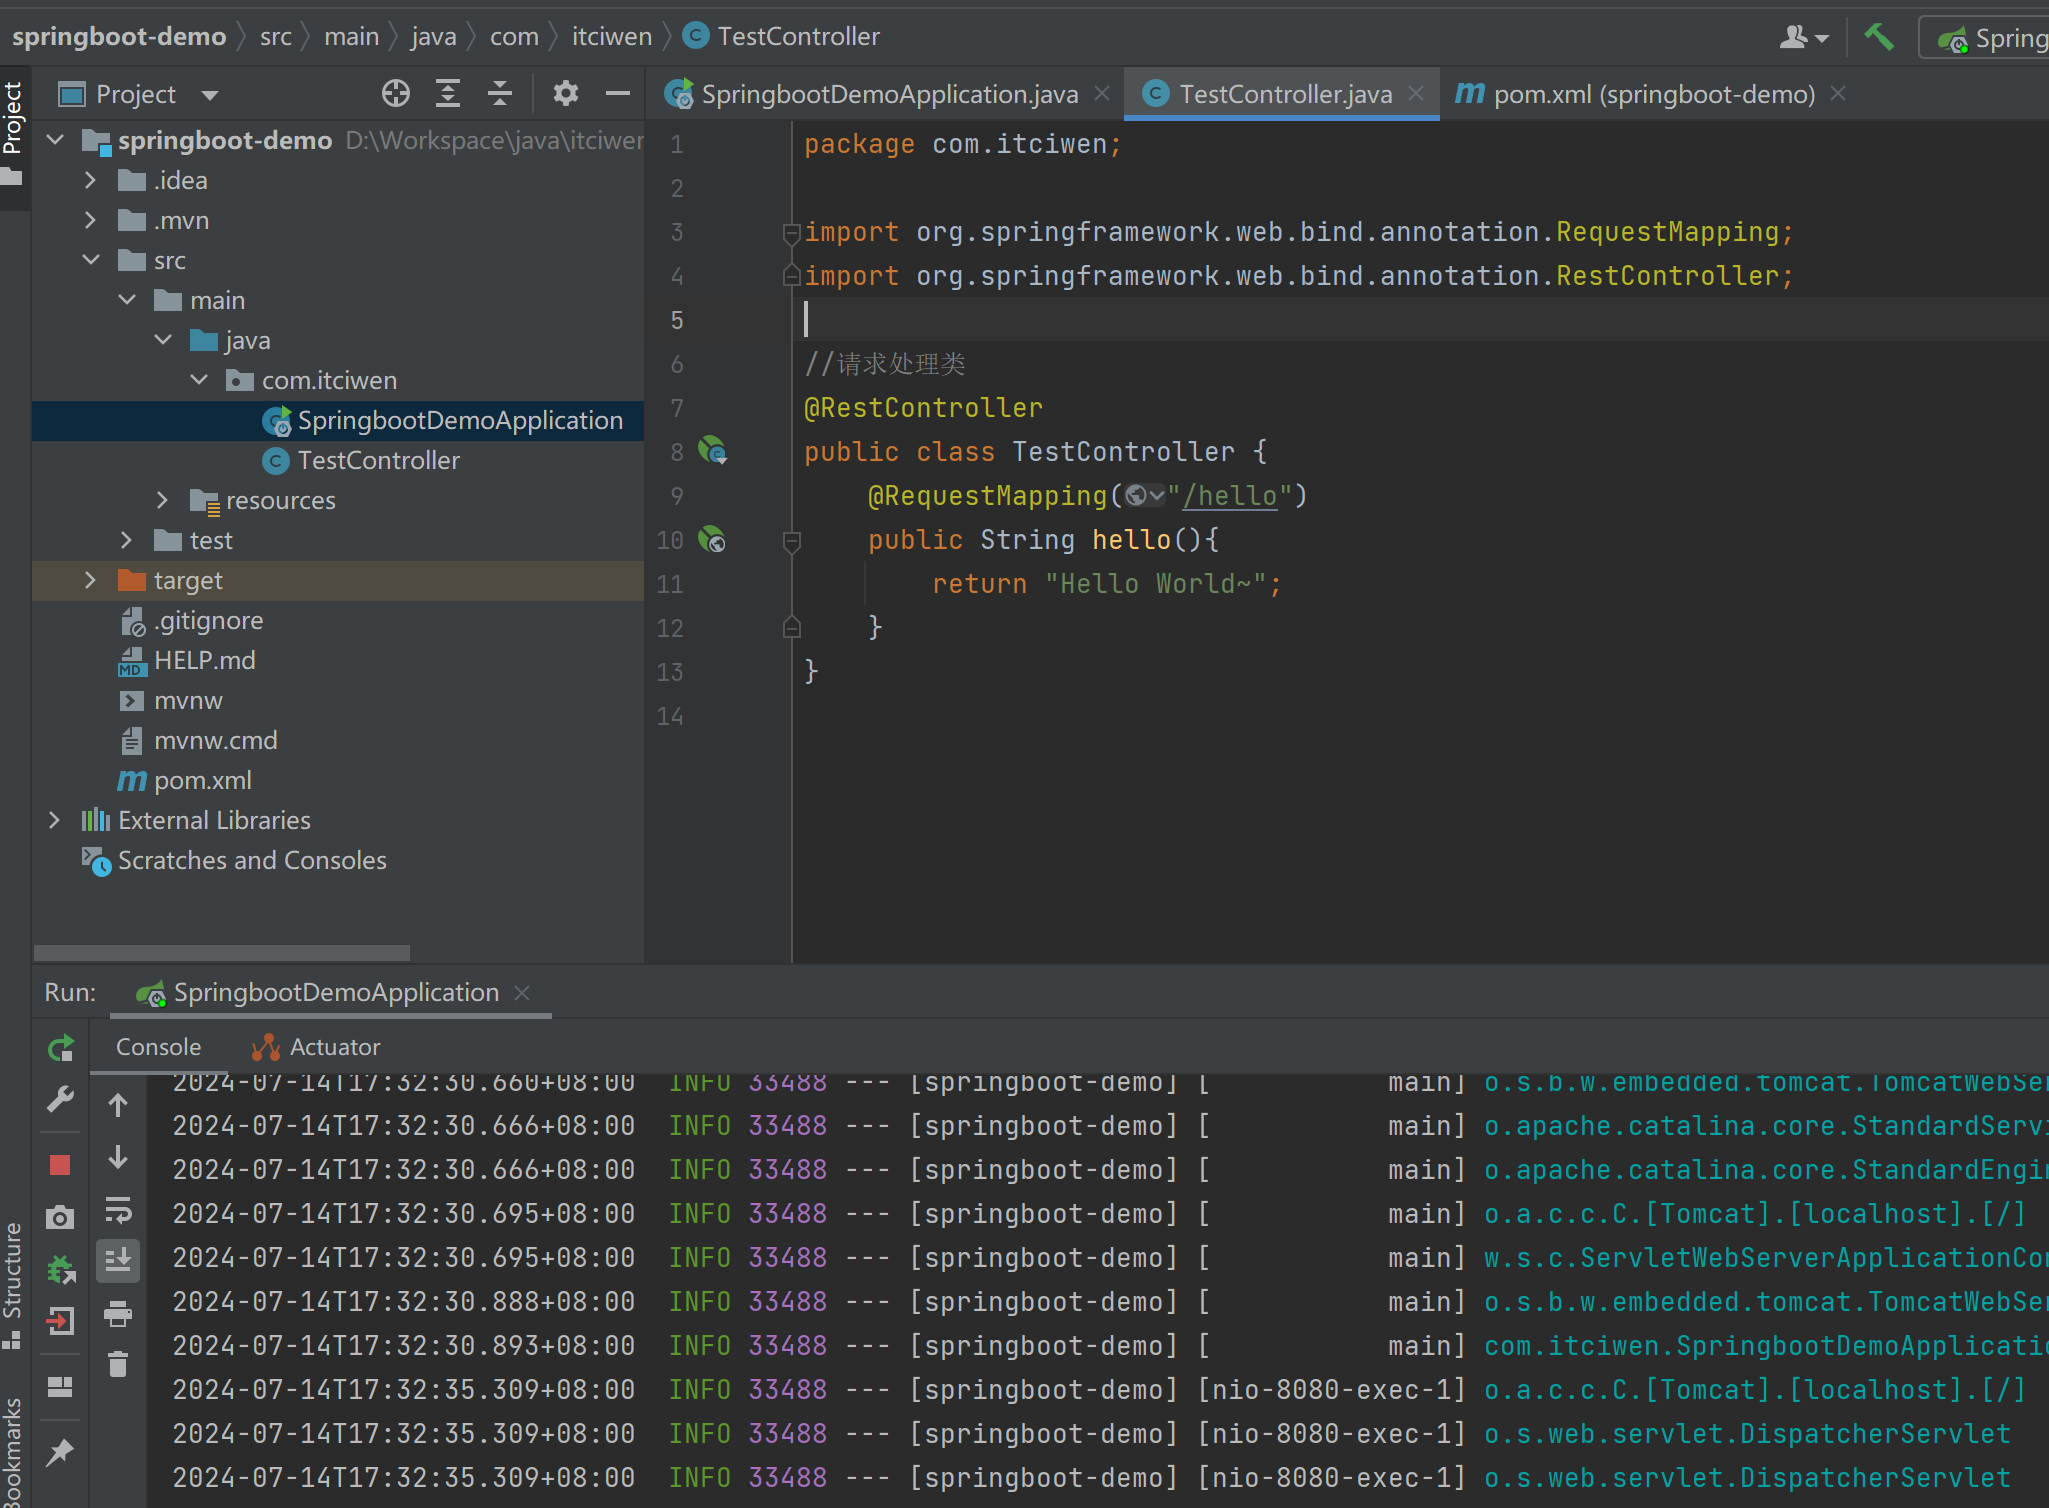 springboot-demo src main java com itciwen TestController
Spring
Project
Project
SpringbootDemoApplication.java
TestController.java
pom.xml (springboot-demo)
springboot-demo D:\Workspace\java\itciwen
.idea
.mvn
src
main
java
com.itciwen
SpringbootDemoApplication
TestController
resources
test
target
.gitignore
HELP.md
mvnw
mvnw.cmd
pom.xml
External Libraries
Scratches and Consoles
1 package com.itciwen;
2
3 import org.springframework.web.bind.annotation.RequestMapping;
4 import org.springframework.web.bind.annotation.RestController;
5
6 //请求处理类
7 @RestController
8 public class TestController {
9 @RequestMapping("/hello")
10 public String hello(){
11 return "Hello World~";
12 }
13 }
14
Run: SpringbootDemoApplication
Console Actuator
2024-07-14T17:32:30.660+08:00 INFO 33488 --- [springboot-demo] [ main] o.s.b.w.embedded.tomcat.TomcatWebSer
2024-07-14T17:32:30.666+08:00 INFO 33488 --- [springboot-demo] [ main] o.apache.catalina.core.StandardServi
2024-07-14T17:32:30.666+08:00 INFO 33488 --- [springboot-demo] [ main] o.apache.catalina.core.StandardEngin
2024-07-14T17:32:30.695+08:00 INFO 33488 --- [springboot-demo] [ main] o.a.c.c.C.[Tomcat].[localhost].[/]
2024-07-14T17:32:30.695+08:00 INFO 33488 --- [springboot-demo] [ main] w.s.c.ServletWebServerApplicationCon
2024-07-14T17:32:30.888+08:00 INFO 33488 --- [springboot-demo] [ main] o.s.b.w.embedded.tomcat.TomcatWebSer
2024-07-14T17:32:30.893+08:00 INFO 33488 --- [springboot-demo] [ main] com.itciwen.SpringbootDemoApplicatio
2024-07-14T17:32:35.309+08:00 INFO 33488 --- [springboot-demo] [nio-8080-exec-1] o.a.c.c.C.[Tomcat].[localhost].[/]
2024-07-14T17:32:35.309+08:00 INFO 33488 --- [springboot-demo] [nio-8080-exec-1] o.s.web.servlet.DispatcherServlet
2024-07-14T17:32:35.309+08:00 INFO 33488 --- [springboot-demo] [nio-8080-exec-1] o.s.web.servlet.DispatcherServlet
Structure
Bookmarks